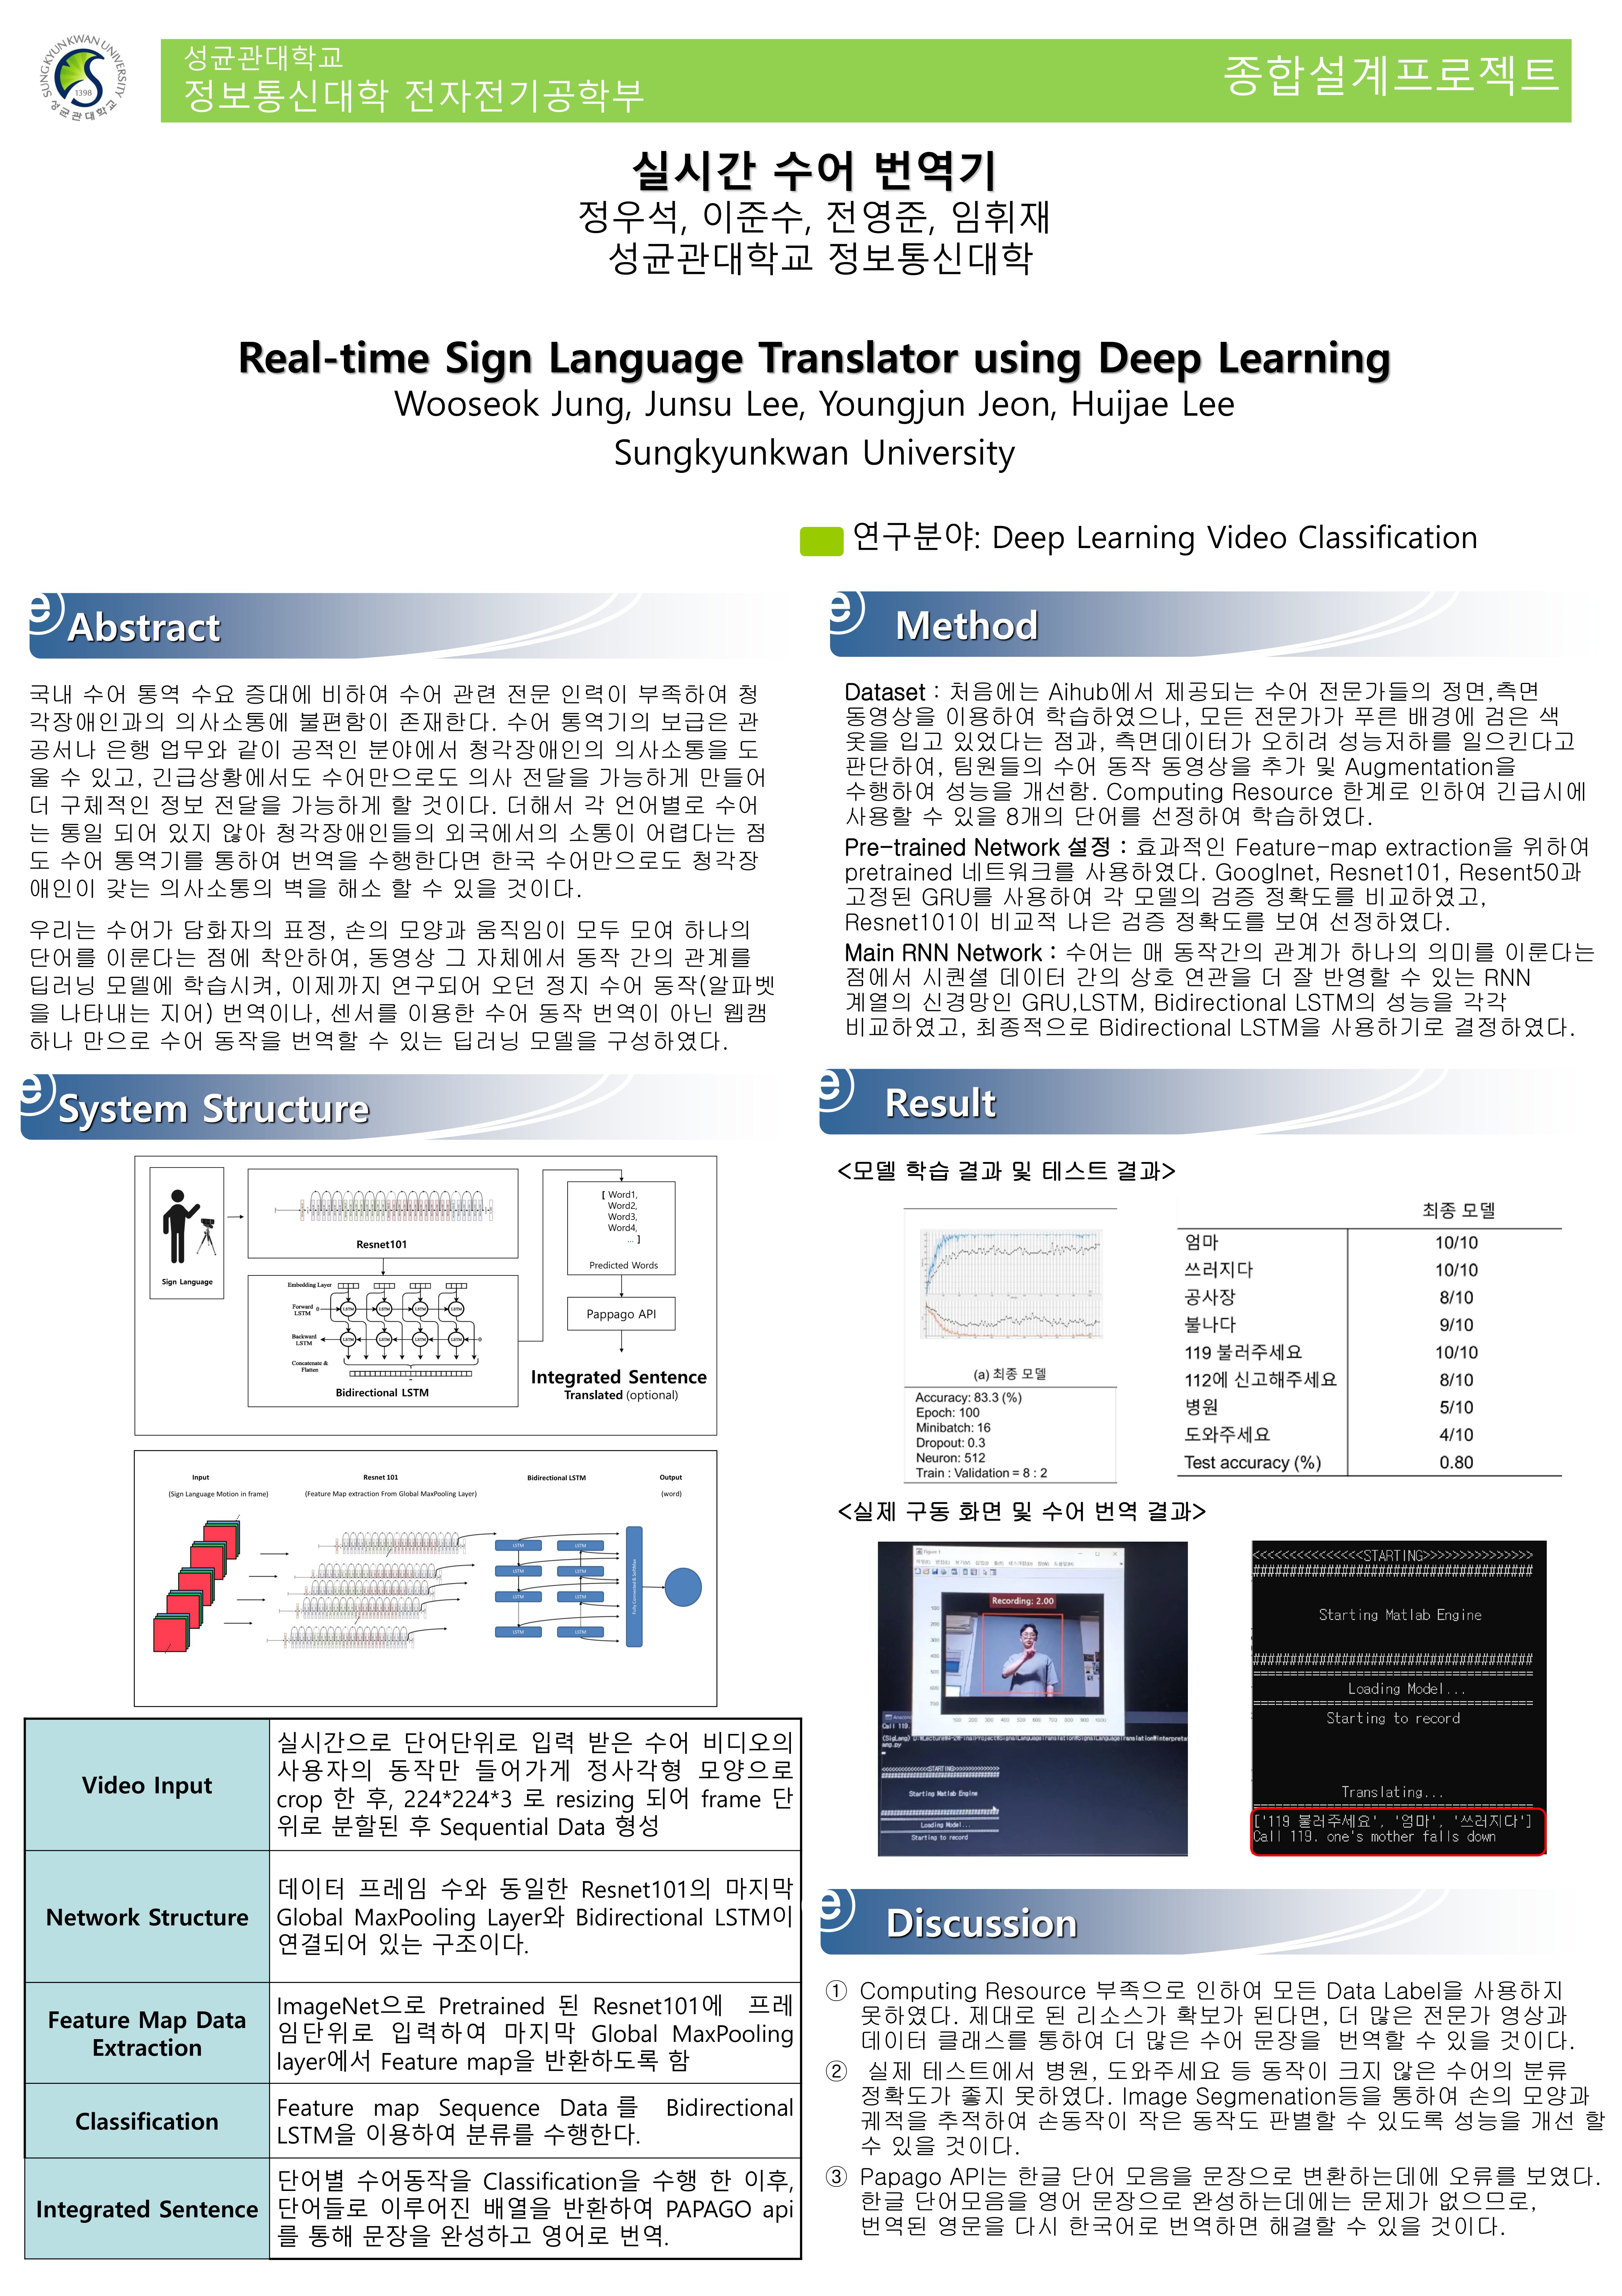 SUNGKYUNKWAN UNIVERSITY
1398
성균관대학교
성균관대학교
정보통신대학 전자전기공학부
종합설계프로젝트
실시간 수어 번역기
정우석, 이준수, 전영준, 임휘재
성균관대학교 정보통신대학
Real-time Sign Language Translator using Deep Learning
Wooseok Jung, Junsu Lee, Youngjun Jeon, Huijae Lee
Sungkyunkwan University
연구분야: Deep Learning Video Classification
Abstract
국내 수어 통역 수요 증대에 비하여 수어 관련 전문 인력이 부족하여 청
각장애인과의 의사소통에 불편함이 존재한다. 수어 통역기의 보급은 관
공서나 은행 업무와 같이 공적인 분야에서 청각장애인의 의사소통을 도
울 수 있고, 긴급상황에서도 수어만으로도 의사 전달을 가능하게 만들어
더 구체적인 정보 전달을 가능하게 할 것이다. 더해서 각 언어별로 수어
는 통일 되어 있지 않아 청각장애인들의 외국에서의 소통이 어렵다는 점
도 수어 통역기를 통하여 번역을 수행한다면 한국 수어만으로도 청각장
애인이 갖는 의사소통의 벽을 해소 할 수 있을 것이다.
우리는 수어가 담화자의 표정, 손의 모양과 움직임이 모두 모여 하나의
단어를 이룬다는 점에 착안하여, 동영상 그 자체에서 동작 간의 관계를
딥러닝 모델에 학습시켜, 이제까지 연구되어 오던 정지 수어 동작(알파벳
을 나타내는 지어) 번역이나, 센서를 이용한 수어 동작 번역이 아닌 웹캠
하나 만으로 수어 동작을 번역할 수 있는 딥러닝 모델을 구성하였다.
System Structure
Sign Language
Resnet101
Embedding Layer
Forward LSTM
Backward LSTM
Concatenate & Flatten
Bidirectional LSTM
[ Word1,
Word2,
Word3,
Word4,
... ]
Predicted Words
Pappago API
Integrated Sentence
Translated (optional)
Input
(Sign Language Motion in frame)
Resnet 101
(Feature Map extraction From Global MaxPooling Layer)
Bidirectional LSTM
Output
(word)
LSTM LSTM
LSTM LSTM
LSTM LSTM
LSTM LSTM
Fully Connected & SoftMax
Video Input
실시간으로 단어단위로 입력 받은 수어 비디오의
사용자의 동작만 들어가게 정사각형 모양으로
crop 한 후, 224*224*3 로 resizing 되어 frame 단
위로 분할된 후 Sequential Data 형성
Network Structure
데이터 프레임 수와 동일한 Resnet101의 마지막
Global MaxPooling Layer와 Bidirectional LSTM이
연결되어 있는 구조이다.
Feature Map Data
Extraction
ImageNet으로 Pretrained 된 Resnet101에 프레
임단위로 입력하여 마지막 Global MaxPooling
layer에서 Feature map을 반환하도록 함
Classification
Feature map Sequence Data 를 Bidirectional
LSTM을 이용하여 분류를 수행한다.
Integrated Sentence
단어별 수어동작을 Classification을 수행 한 이후,
단어들로 이루어진 배열을 반환하여 PAPAGO api
를 통해 문장을 완성하고 영어로 번역.
Method
Dataset : 처음에는 Aihub에서 제공되는 수어 전문가들의 정면,측면
동영상을 이용하여 학습하였으나, 모든 전문가가 푸른 배경에 검은 색
옷을 입고 있었다는 점과, 측면데이터가 오히려 성능저하를 일으킨다고
판단하여, 팀원들의 수어 동작 동영상을 추가 및 Augmentation을
수행하여 성능을 개선함. Computing Resource 한계로 인하여 긴급시에
사용할 수 있을 8개의 단어를 선정하여 학습하였다.
Pre-trained Network 설정 : 효과적인 Feature-map extraction을 위하여
pretrained 네트워크를 사용하였다. Googlnet, Resnet101, Resent50과
고정된 GRU를 사용하여 각 모델의 검증 정확도를 비교하였고,
Resnet101이 비교적 나은 검증 정확도를 보여 선정하였다.
Main RNN Network : 수어는 매 동작간의 관계가 하나의 의미를 이룬다는
점에서 시퀀셜 데이터 간의 상호 연관을 더 잘 반영할 수 있는 RNN
계열의 신경망인 GRU,LSTM, Bidirectional LSTM의 성능을 각각
비교하였고, 최종적으로 Bidirectional LSTM을 사용하기로 결정하였다.
Result
<모델 학습 결과 및 테스트 결과>
(a) 최종 모델
Accuracy: 83.3 (%)
Epoch: 100
Minibatch: 16
Dropout: 0.3
Neuron: 512
Train : Validation = 8 : 2
최종 모델
엄마 10/10
쓰러지다 10/10
공사장 8/10
불나다 9/10
119 불러주세요 10/10
112에 신고해주세요 8/10
병원 5/10
도와주세요 4/10
Test accuracy (%) 0.80
<실제 구동 화면 및 수어 번역 결과>
Figure 1
Recording: 2.00
Call 119.
<<<<<<<<<<<<<<<STARTING>>>>>>>>>>>>>>>
Starting Matlab Engine
Loading Model...
Starting to record
<<<<<<<<<<<<<<<STARTING>>>>>>>>>>>>>>>
######################################
Starting Matlab Engine
######################################
======================================
Loading Model...
======================================
Starting to record
Translating...
======================================
['119 불러주세요', '엄마', '쓰러지다']
Call 119. one's mother falls down
Discussion
① Computing Resource 부족으로 인하여 모든 Data Label을 사용하지
못하였다. 제대로 된 리소스가 확보가 된다면, 더 많은 전문가 영상과
데이터 클래스를 통하여 더 많은 수어 문장을 번역할 수 있을 것이다.
② 실제 테스트에서 병원, 도와주세요 등 동작이 크지 않은 수어의 분류
정확도가 좋지 못하였다. Image Segmenation등을 통하여 손의 모양과
궤적을 추적하여 손동작이 작은 동작도 판별할 수 있도록 성능을 개선 할
수 있을 것이다.
③ Papago API는 한글 단어 모음을 문장으로 변환하는데에 오류를 보였다.
한글 단어모음을 영어 문장으로 완성하는데에는 문제가 없으므로,
번역된 영문을 다시 한국어로 번역하면 해결할 수 있을 것이다.